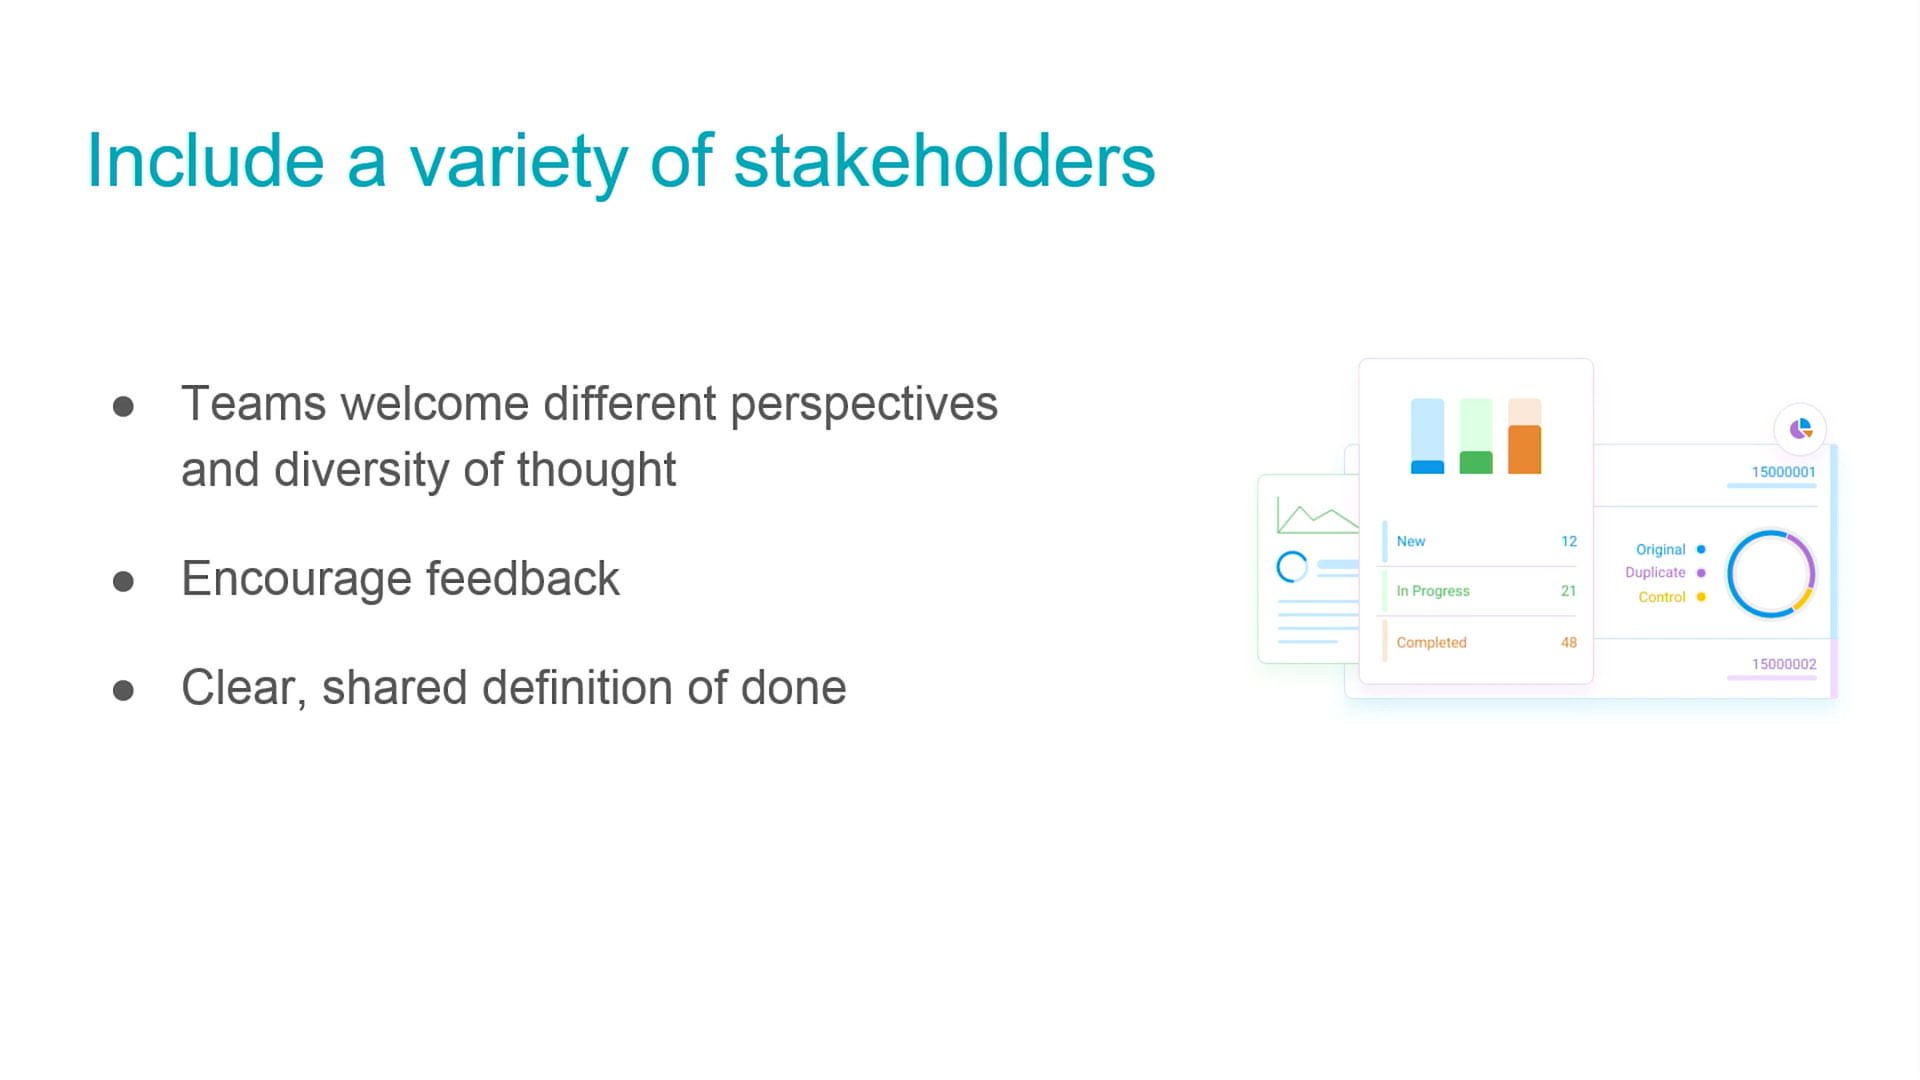 Include a variety of stakeholders
● Teams welcome different perspectives
and diversity of thought
● Encourage feedback
● Clear, shared definition of done
New 12
In Progress 21
Completed 48
15000001
Original
Duplicate
Control
15000002